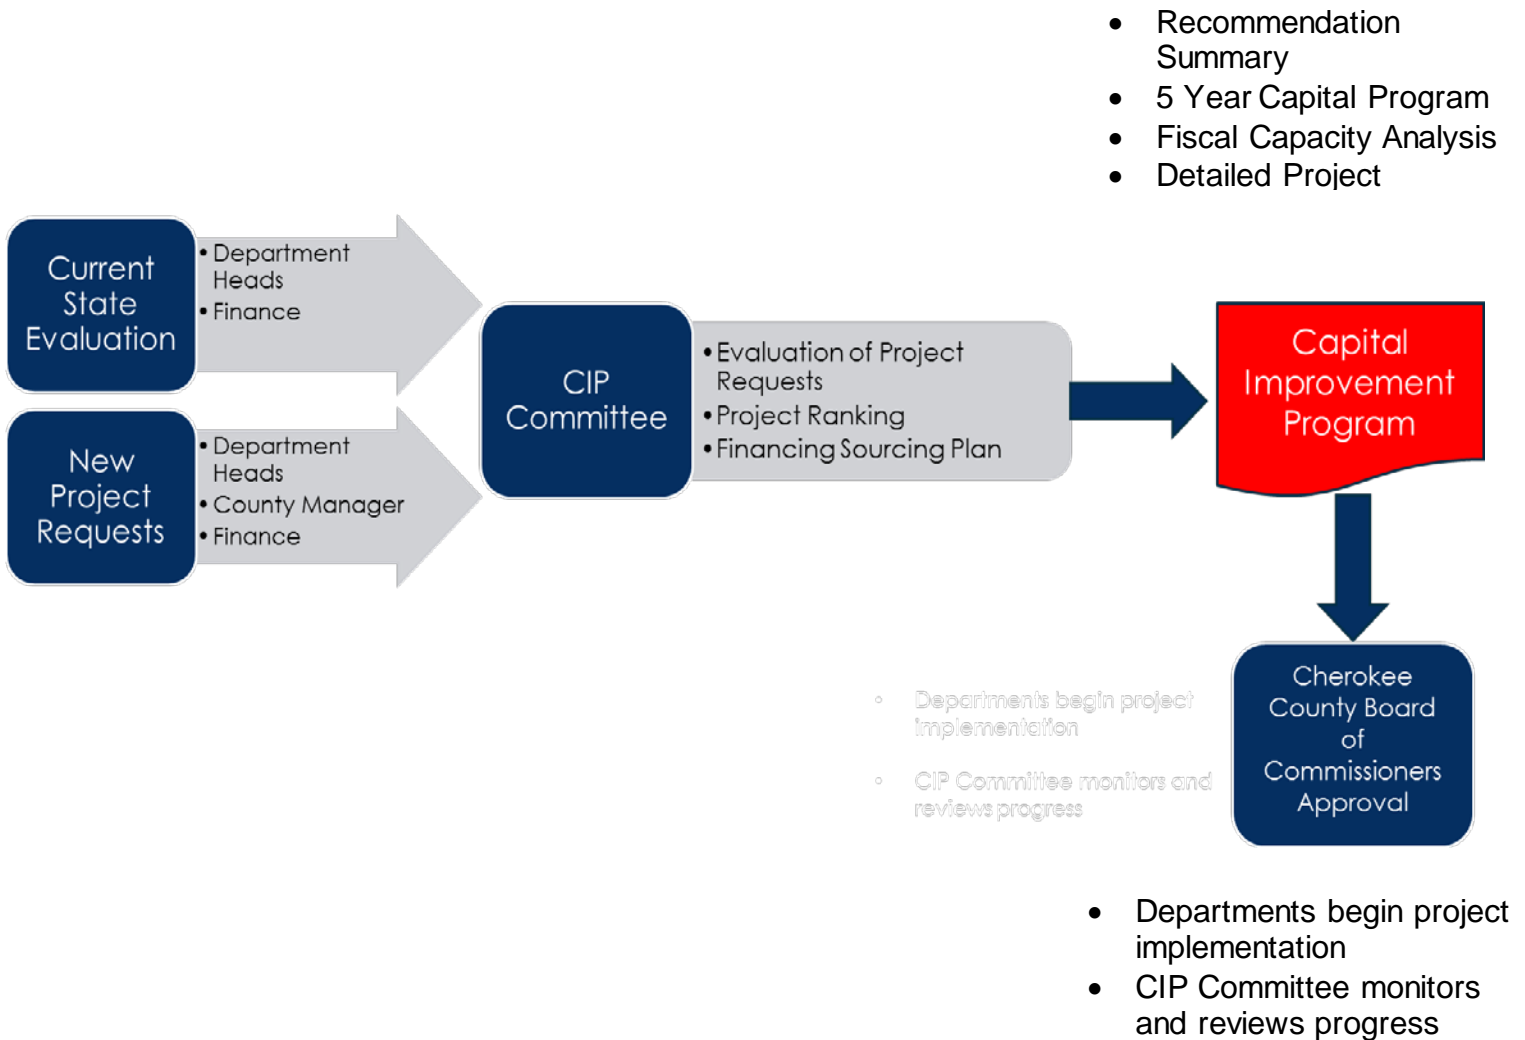 • Recommendation
Summary
• 5 Year Capital Program
• Fiscal Capacity Analysis
• Detailed Project
Current
State
Evaluation
• Department
Heads
• Finance
New
Project
Requests
• Department
Heads
• County Manager
• Finance
CIP
Committee
• Evaluation of Project
Requests
• Project Ranking
• Financing Sourcing Plan
Capital
Improvement
Program
Cherokee
County Board
of
Commissioners
Approval
• Departments begin project
implementation
• CIP Committee monitors and
reviews progress
• Departments begin project
implementation
• CIP Committee monitors
and reviews progress